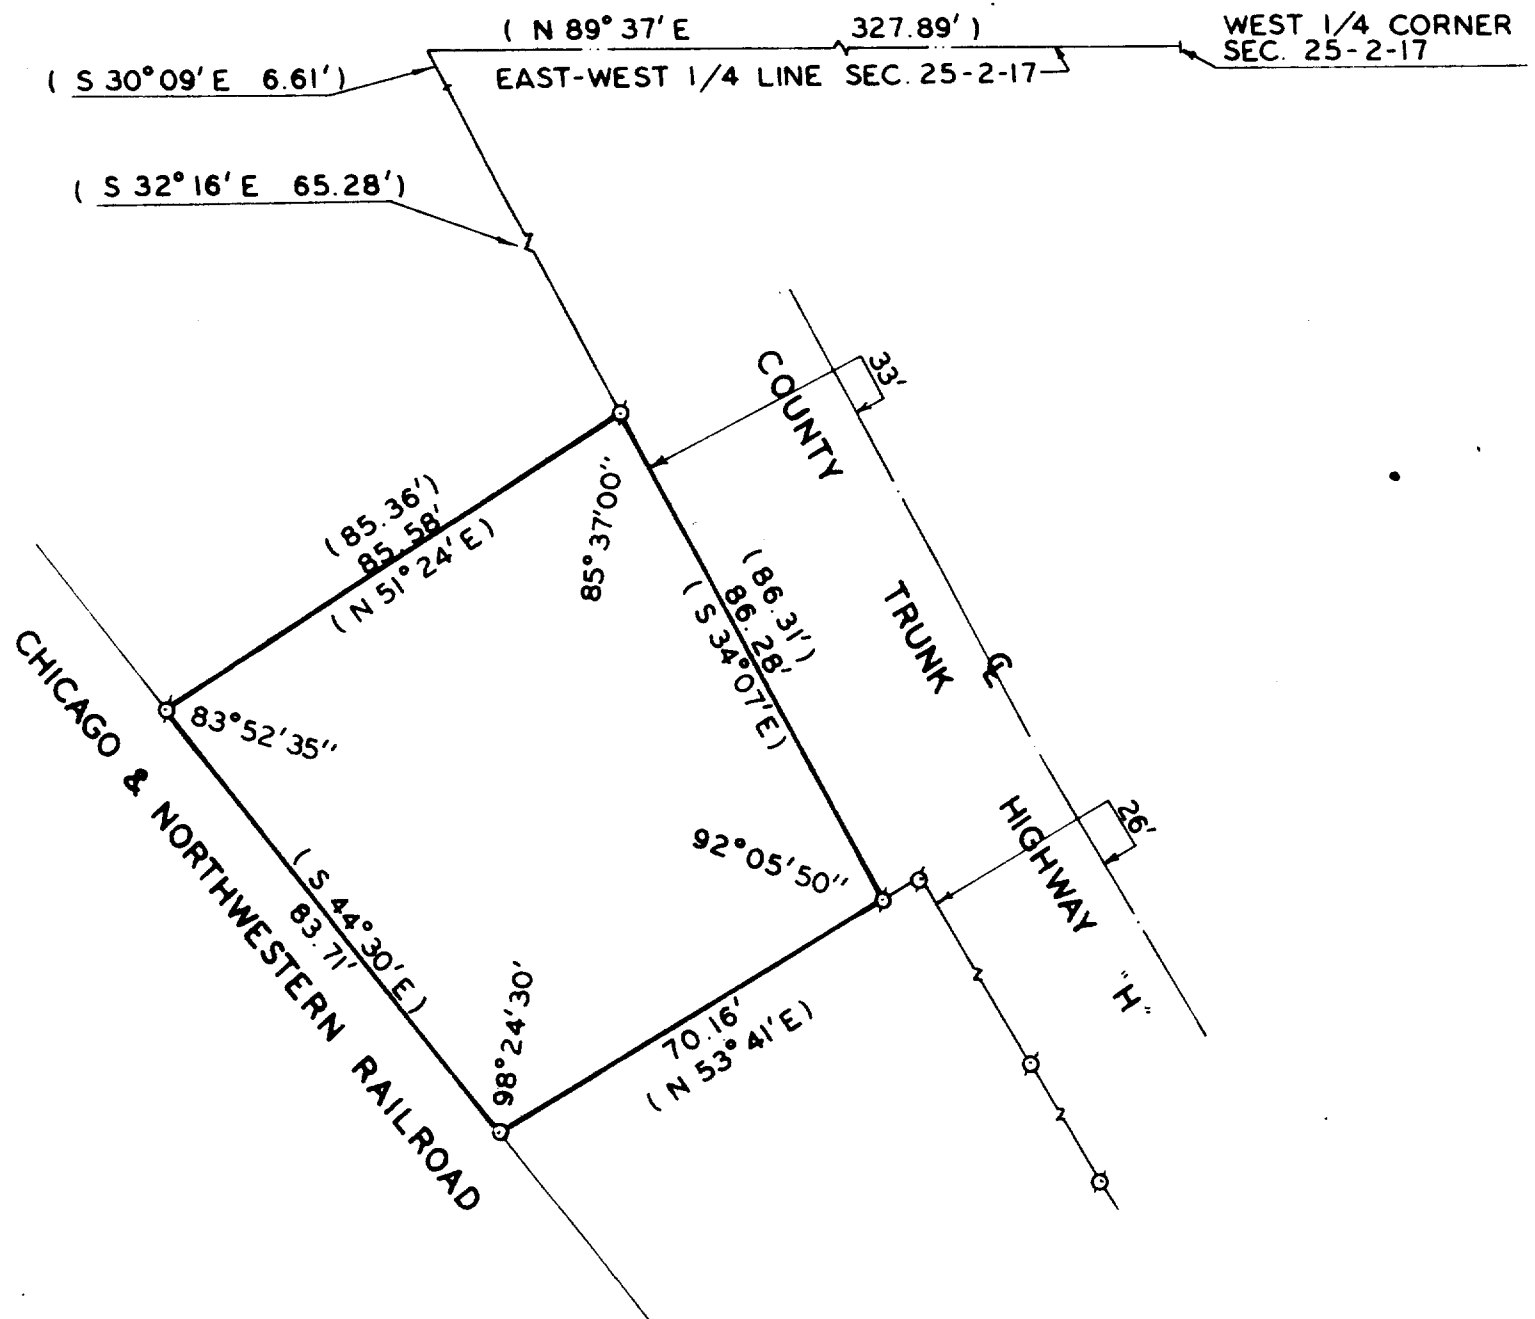 ( N 89° 37' E 327.89' )
WEST 1/4 CORNER
SEC. 25-2-17
( S 30° 09' E 6.61' )
EAST-WEST 1/4 LINE SEC. 25-2-17
( S 32° 16' E 65.28' )
33'
COUNTY TRUNK HIGHWAY "H"
(85.36')
85.58'
( N 51° 24' E )
85° 37' 00"
(86.31')
86.28'
( S 34° 07' E )
℄
CHICAGO & NORTHWESTERN RAILROAD
83° 52' 35"
26'
92° 05' 50"
( S 44° 30' E )
83.71'
98° 24' 30'
70.16'
( N 53° 41' E )